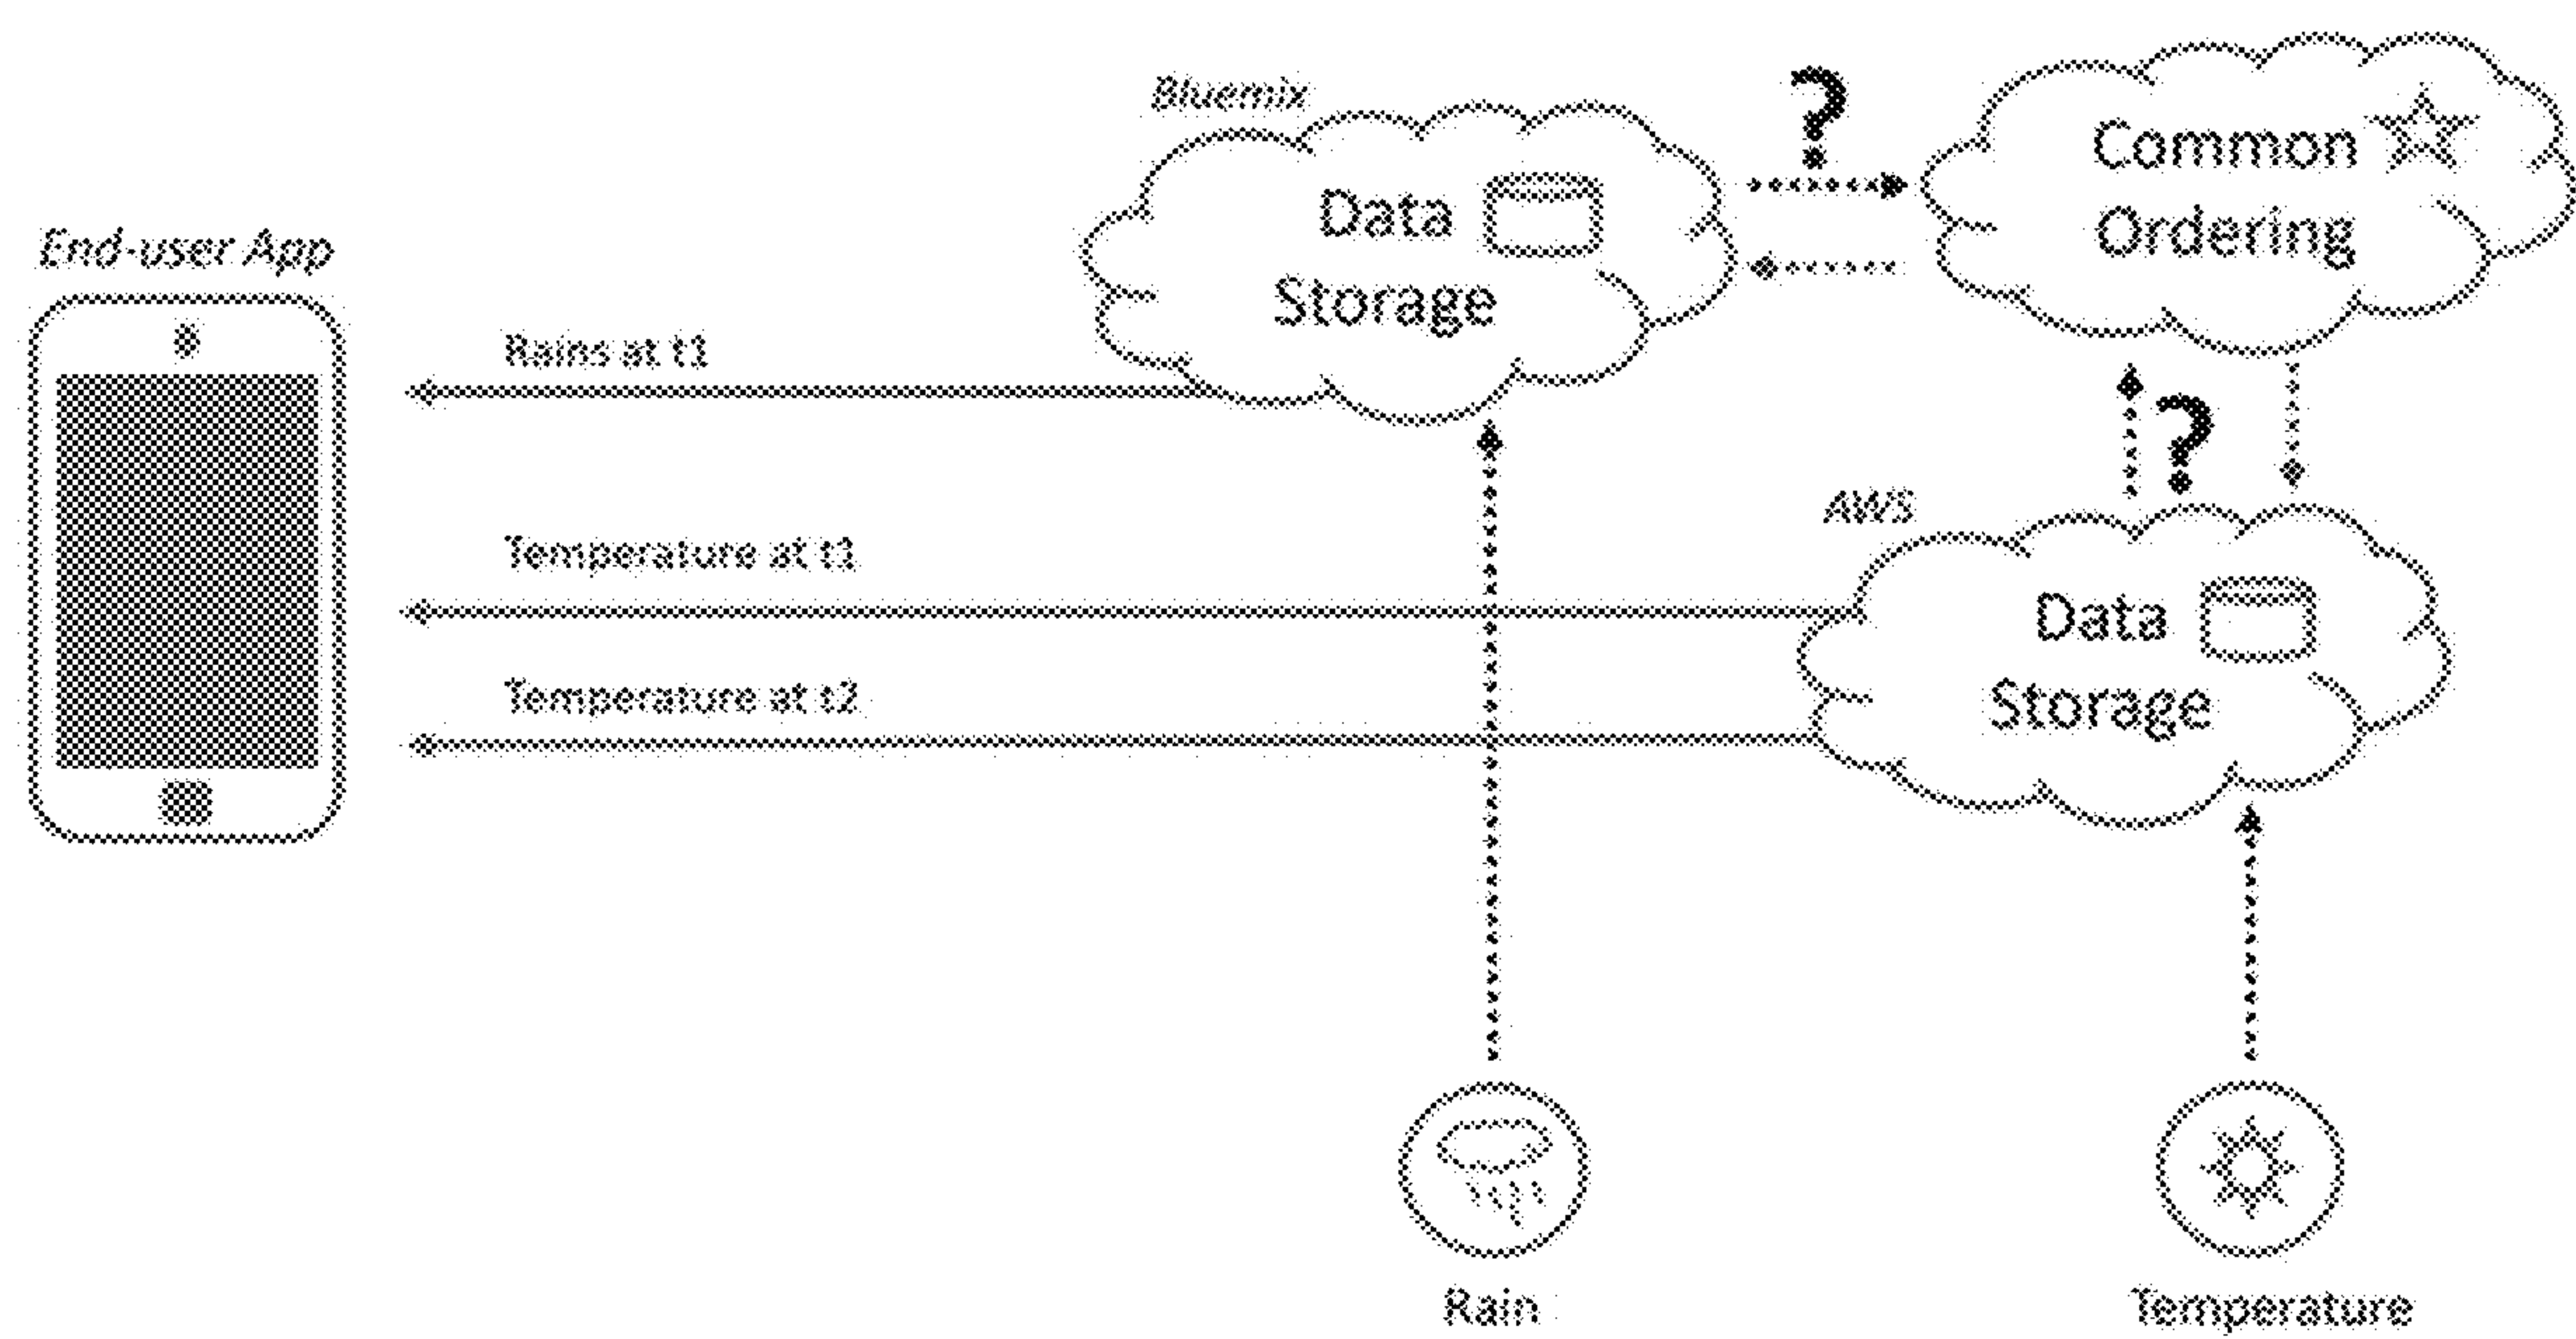 Bluemix
?
Common
Ordering
Data
Storage
End-user App
Rains at t1
?
AWS
Temperature at t1
Data
Storage
Temperature at t2
Rain
Temperature